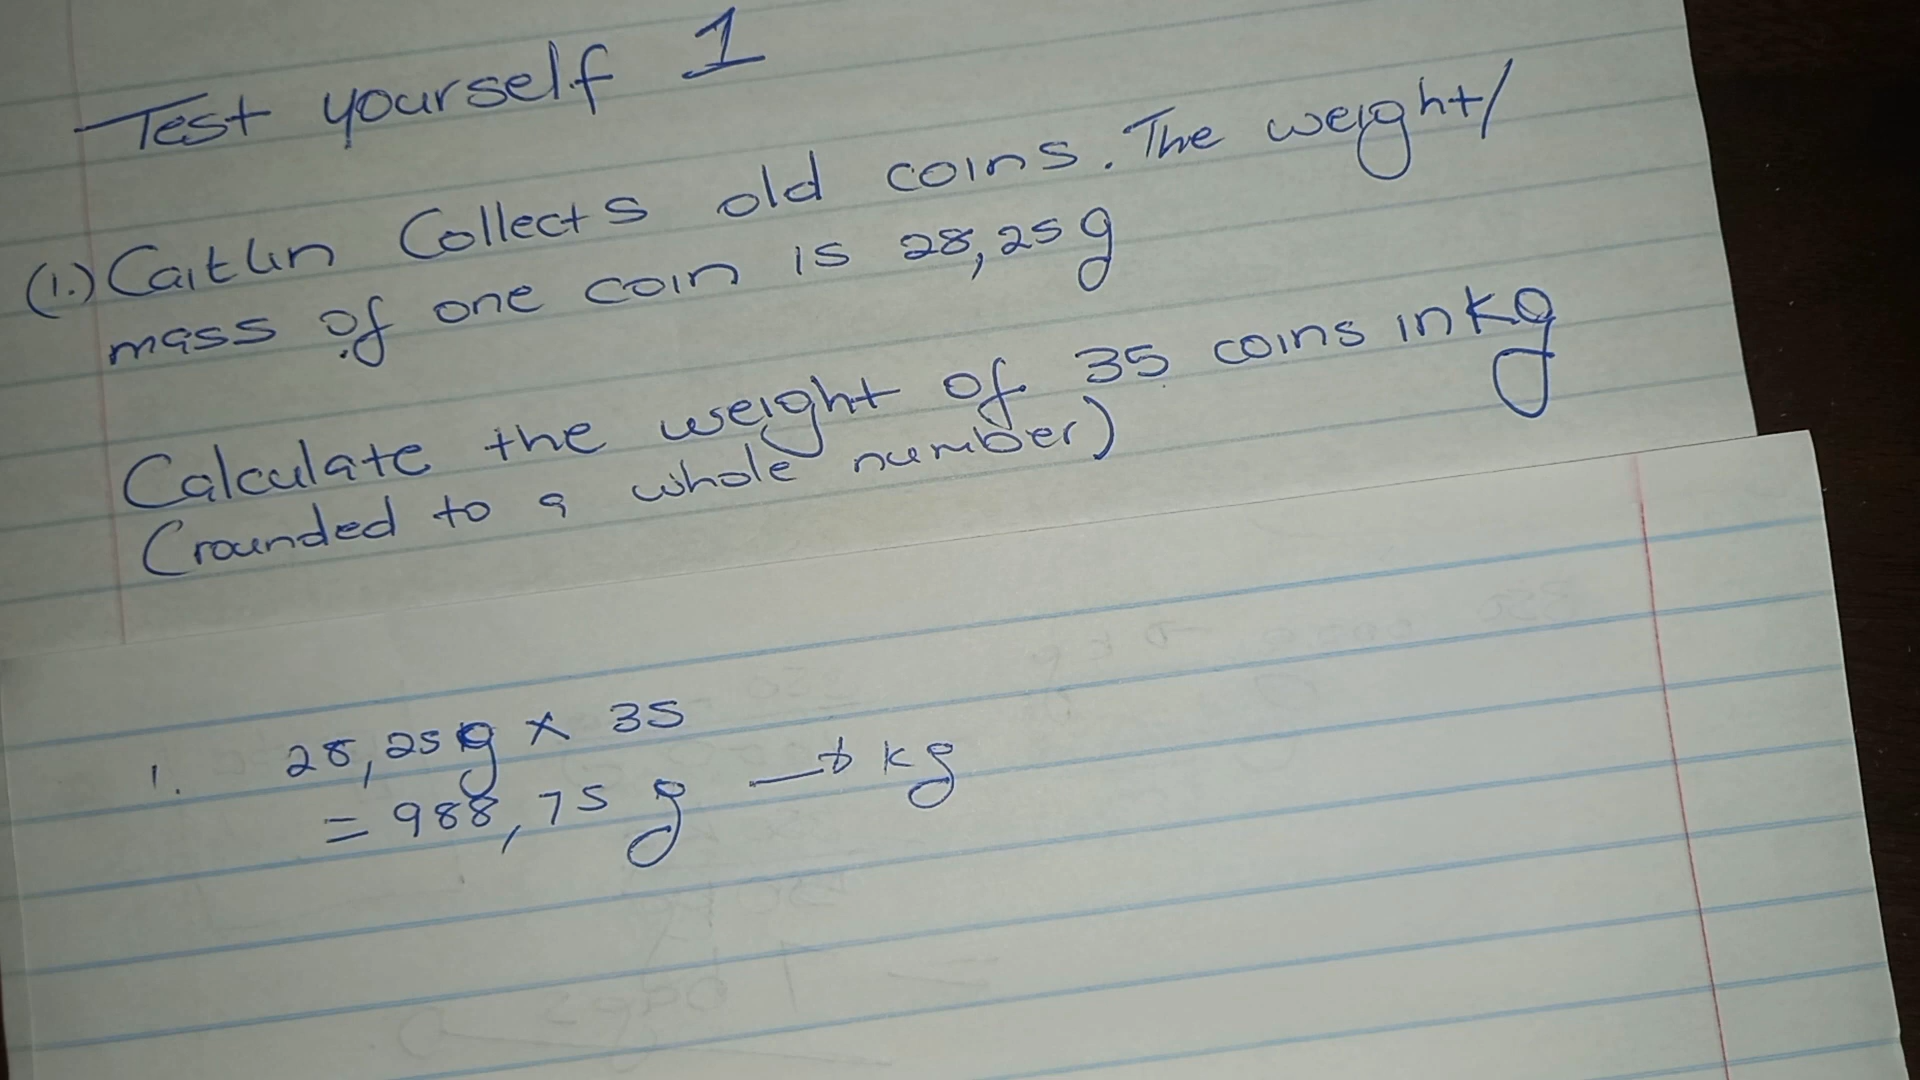 Test yourself 1
(1.) Caitlin Collects old coins. The weight/
mass of one coin is 28,25 g
Calculate the weight of 35 coins in kg
(rounded to a whole number)
1. 28,25g x 35
= 988,75 g → kg